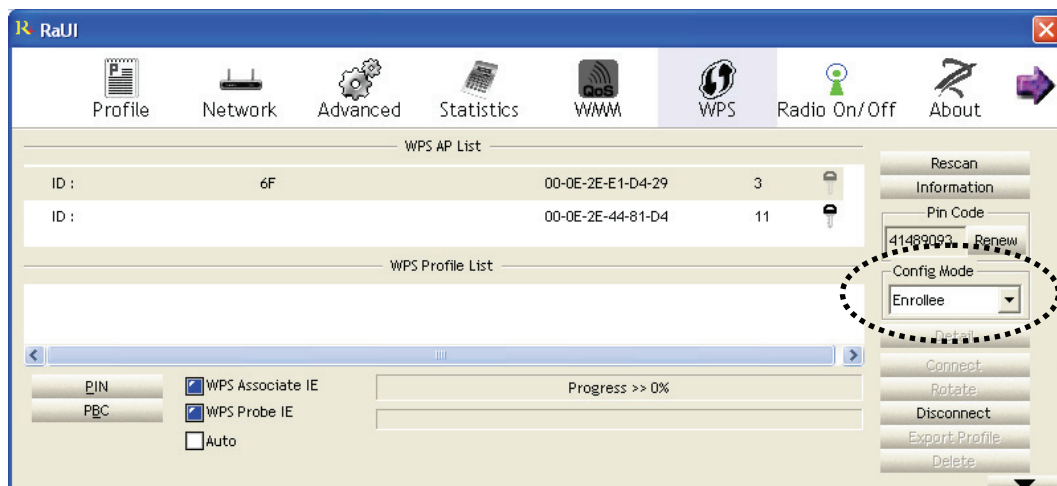 RaUI
Profile Network Advanced Statistics QoS WMM WPS Radio On/Off About
WPS AP List
ID : 6F 00-0E-2E-E1-D4-29 3
ID : 00-0E-2E-44-81-D4 11
WPS Profile List
Rescan
Information
Pin Code
41489093 Renew
Config Mode
Enrollee
Detail
Connect
Rotate
Disconnect
Export Profile
Delete
PIN
PBC
WPS Associate IE
WPS Probe IE
Auto
Progress >> 0%